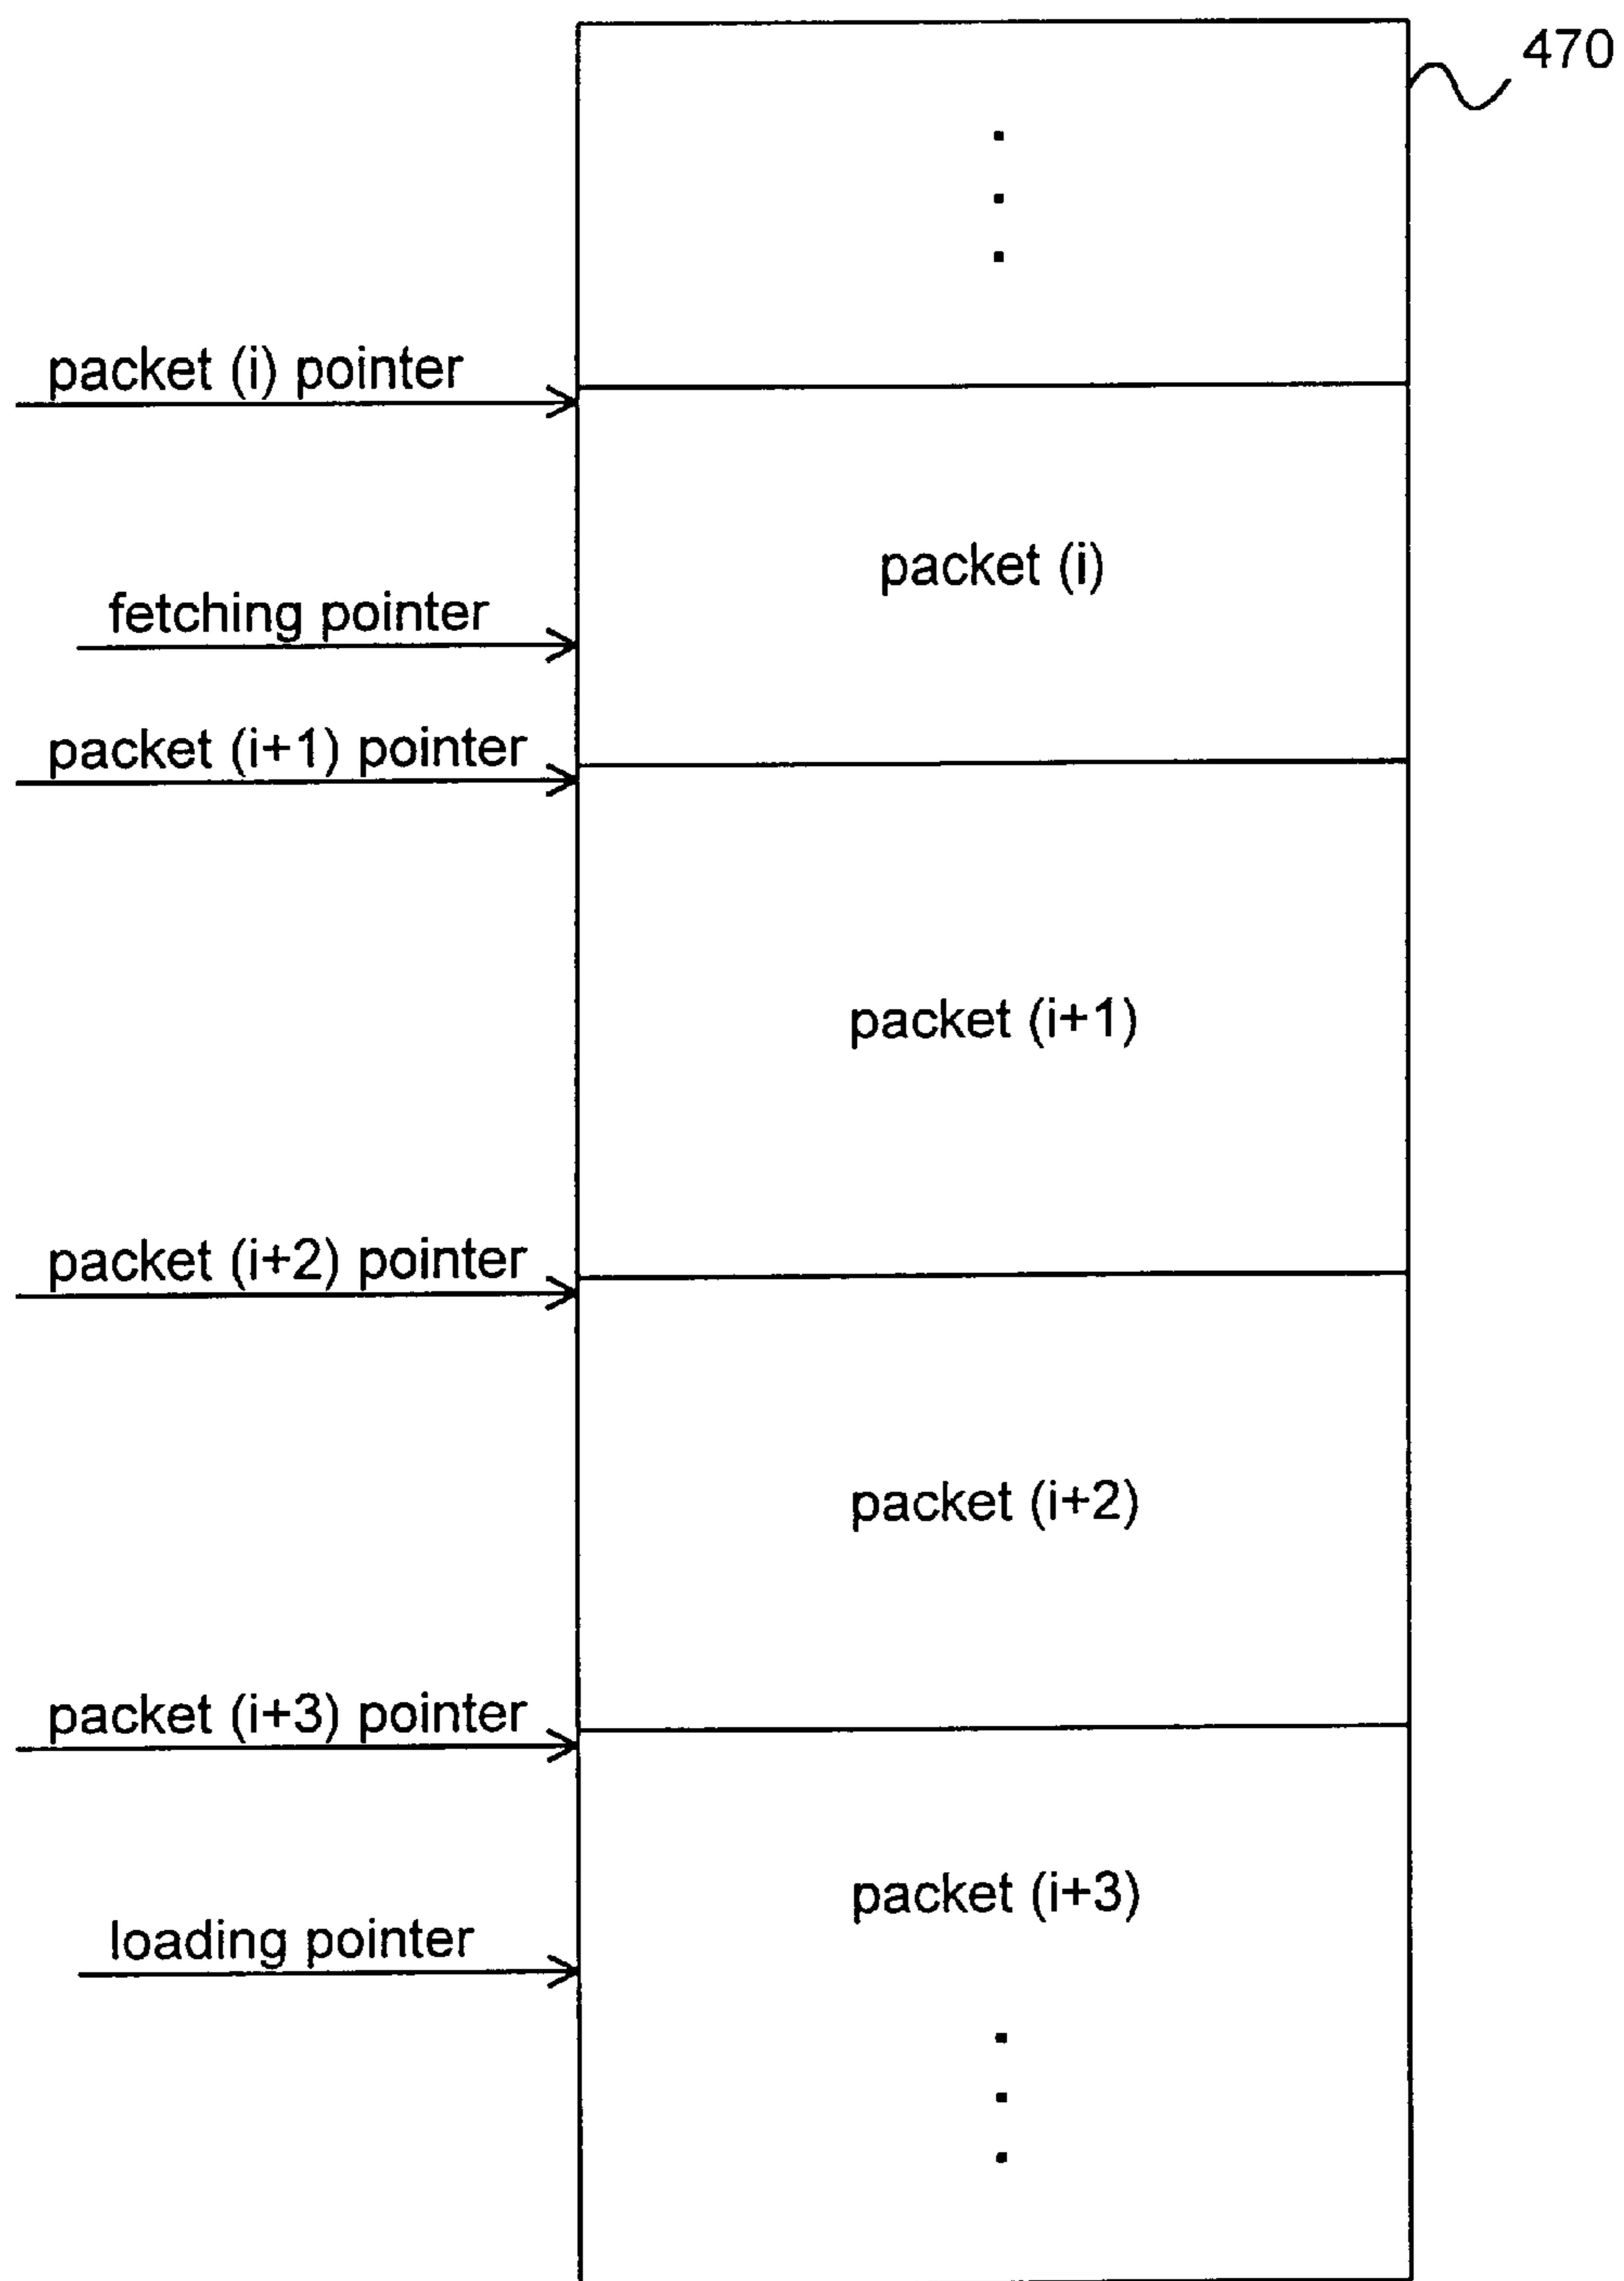 470
packet (i) pointer
packet (i)
fetching pointer
packet (i+1) pointer
packet (i+1)
packet (i+2) pointer
packet (i+2)
packet (i+3) pointer
packet (i+3)
loading pointer